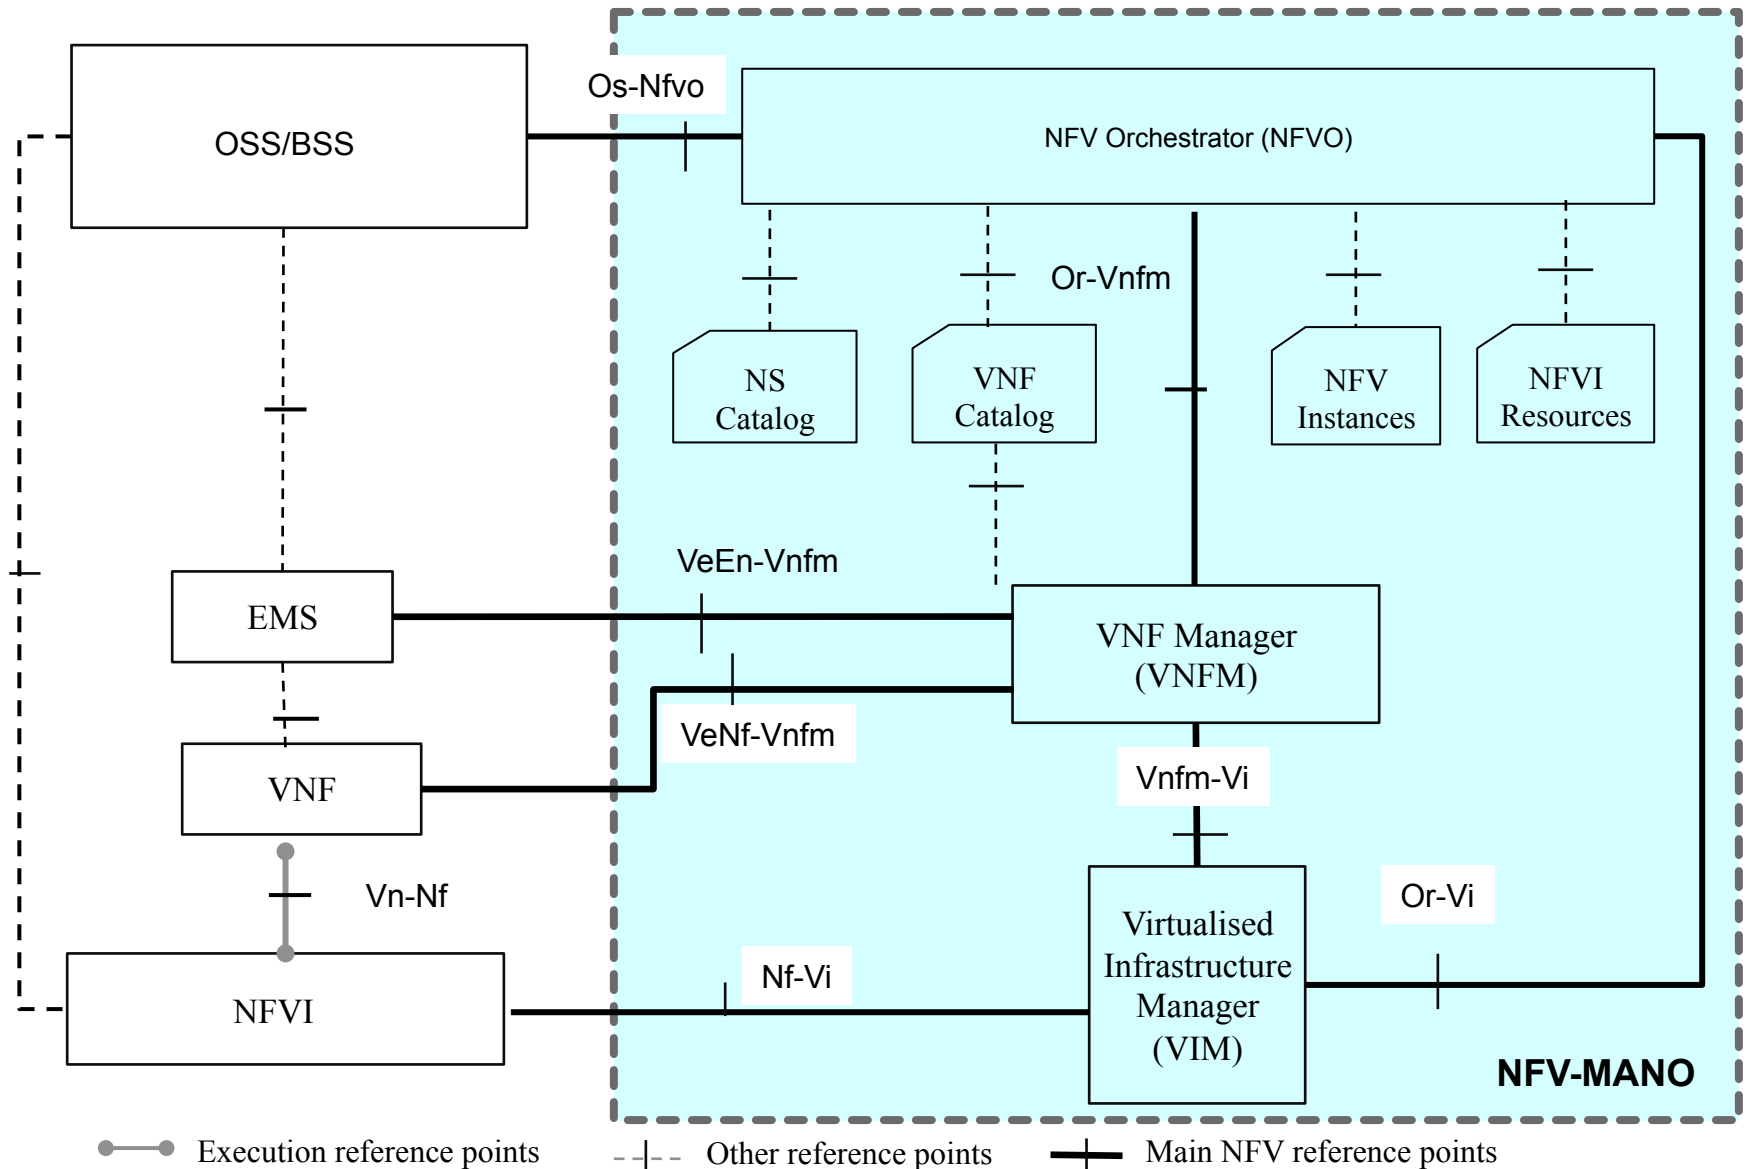 Os-Nfvo
OSS/BSS
NFV Orchestrator (NFVO)
Or-Vnfm
NS
Catalog
VNF
Catalog
NFV
Instances
NFVI
Resources
VeEn-Vnfm
EMS
VNF Manager
(VNFM)
VeNf-Vnfm
VNF
Vnfm-Vi
Vn-Nf
Or-Vi
Virtualised
Infrastructure
Manager
(VIM)
Nf-Vi
NFVI
NFV-MANO
Execution reference points
Other reference points
Main NFV reference points